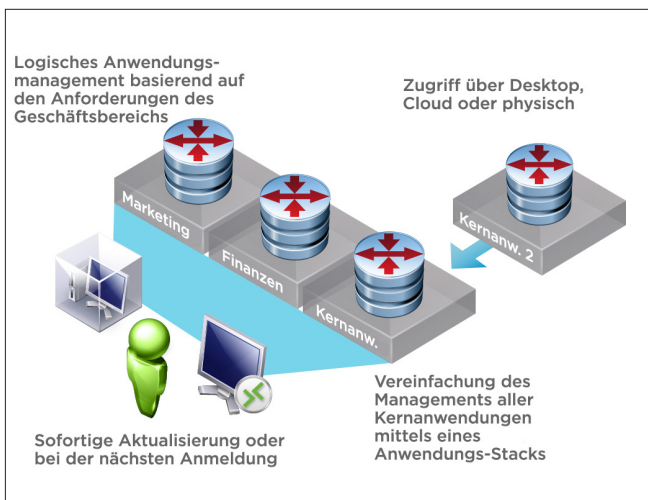 Logisches Anwendungs-
management basierend auf
den Anforderungen des
Geschäftsbereichs
Zugriff über Desktop,
Cloud oder physisch
Marketing
Finanzen
Kernanw.
Kernanw. 2
Vereinfachung des
Managements aller
Kernanwendungen
mittels eines
Anwendungs-Stacks
Sofortige Aktualisierung oder
bei der nächsten Anmeldung